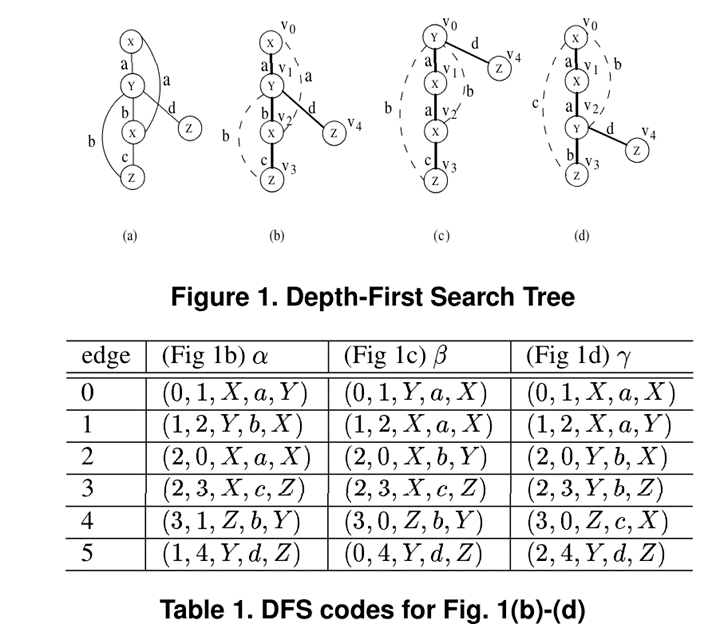 X
a
Y
a
b
d
X
Z
b
c
Z
(a)
v0
X
a
v1
a
Y
b
v2
d
X
Z
v4
b
c
v3
Z
(b)
v0
Y
d
a
v1
v4
Z
X
b
b
a
v2
X
c
v3
Z
(c)
v0
X
a
v1
b
X
c
a
v2
Y
d
v4
Z
b
v3
Z
(d)
Figure 1. Depth-First Search Tree
edge (Fig 1b) α (Fig 1c) β (Fig 1d) γ
0 (0, 1, X, a, Y) (0, 1, Y, a, X) (0, 1, X, a, X)
1 (1, 2, Y, b, X) (1, 2, X, a, X) (1, 2, X, a, Y)
2 (2, 0, X, a, X) (2, 0, X, b, Y) (2, 0, Y, b, X)
3 (2, 3, X, c, Z) (2, 3, X, c, Z) (2, 3, Y, b, Z)
4 (3, 1, Z, b, Y) (3, 0, Z, b, Y) (3, 0, Z, c, X)
5 (1, 4, Y, d, Z) (0, 4, Y, d, Z) (2, 4, Y, d, Z)
Table 1. DFS codes for Fig. 1(b)-(d)